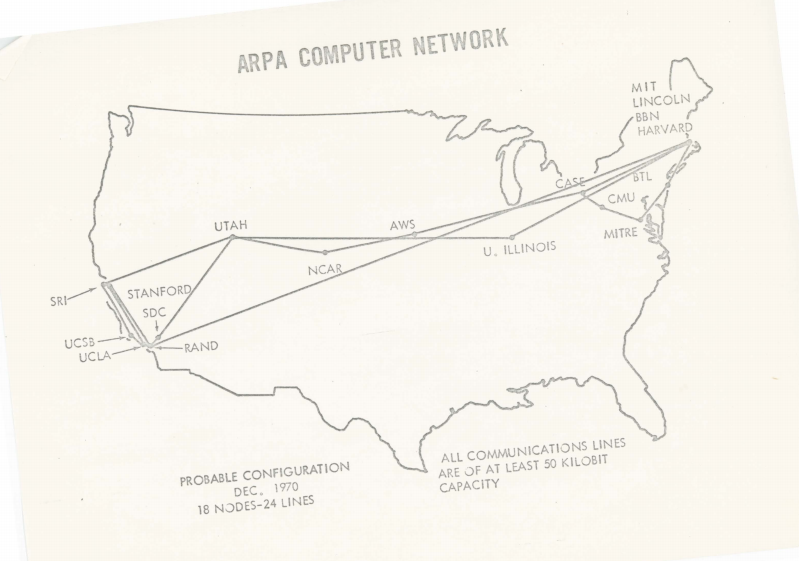 ARPA COMPUTER NETWORK
MIT
LINCOLN
BBN
HARVARD
CASE
BTL
CMU
MITRE
UTAH
AWS
U. ILLINOIS
NCAR
STANFORD
SRI
SDC
UCSB
UCLA
RAND
PROBABLE CONFIGURATION
DEC. 1970
18 NODES-24 LINES
ALL COMMUNICATIONS LINES
ARE OF AT LEAST 50 KILOBIT
CAPACITY